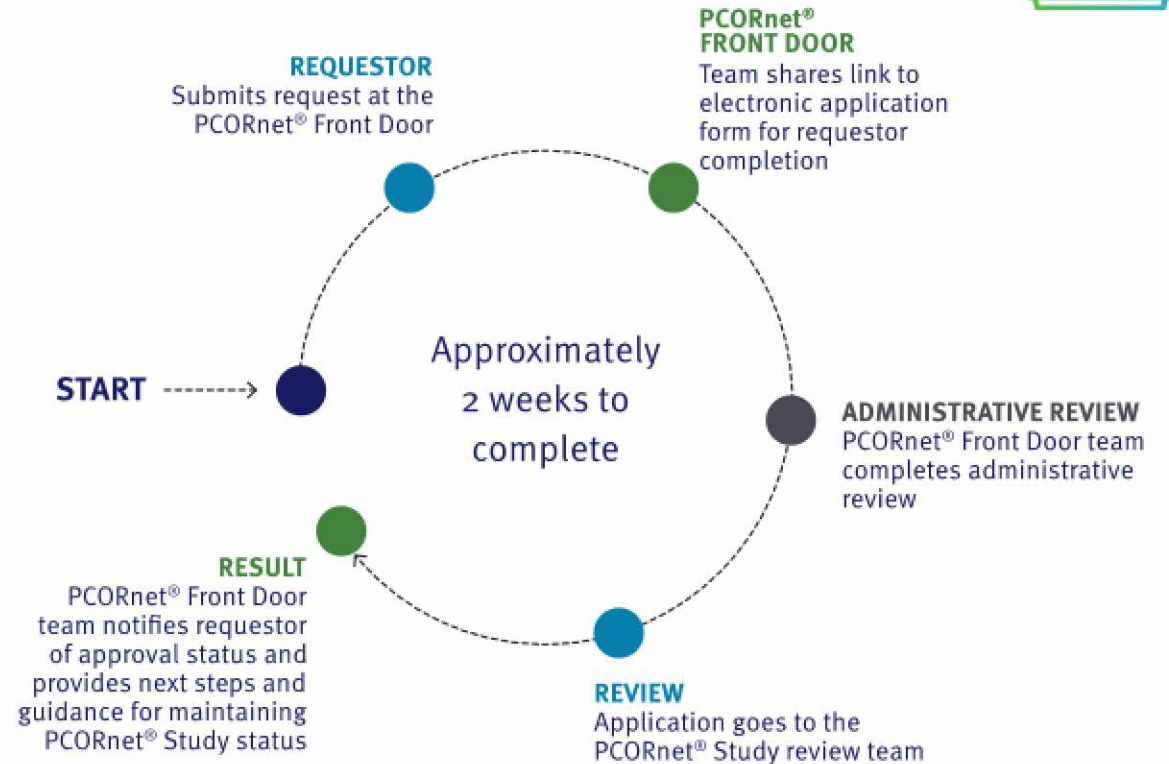 START
REQUESTOR
Submits request at the
PCORnet® Front Door
PCORnet®
FRONT DOOR
Team shares link to
electronic application
form for requestor
completion
ADMINISTRATIVE REVIEW
PCORnet® Front Door team
completes administrative
review
REVIEW
Application goes to the
PCORnet® Study review team
RESULT
PCORnet® Front Door
team notifies requestor
of approval status and
provides next steps and
guidance for maintaining
PCORnet® Study status
Approximately
2 weeks to
complete